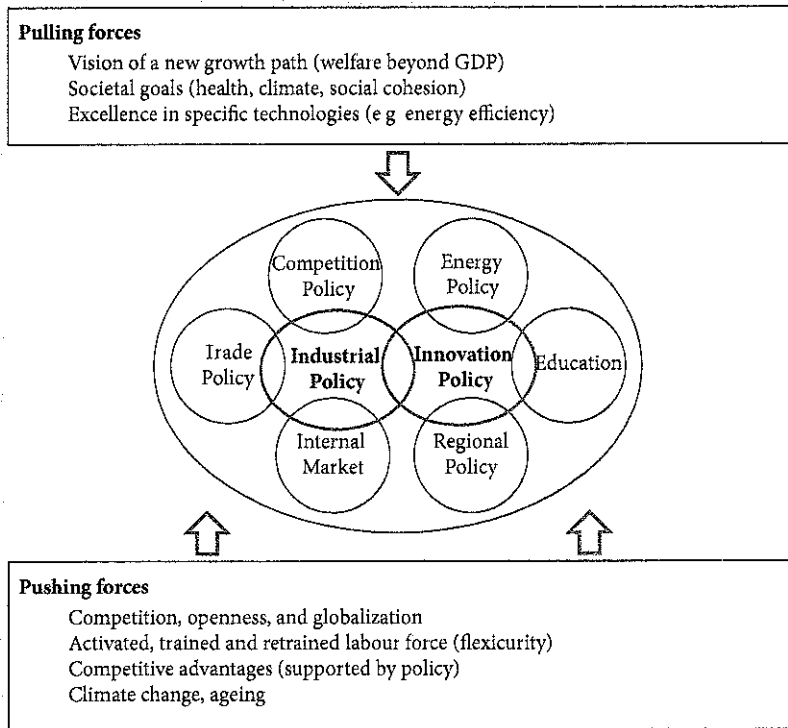 Pulling forces
Vision of a new growth path (welfare beyond GDP)
Societal goals (health, climate, social cohesion)
Excellence in specific technologies (e g energy efficiency)
Competition
Policy
Energy
Policy
Trade
Policy
Industrial
Policy
Innovation
Policy
Education
Internal
Market
Regional
Policy
Pushing forces
Competition, openness, and globalization
Activated, trained and retrained labour force (flexicurity)
Competitive advantages (supported by policy)
Climate change, ageing